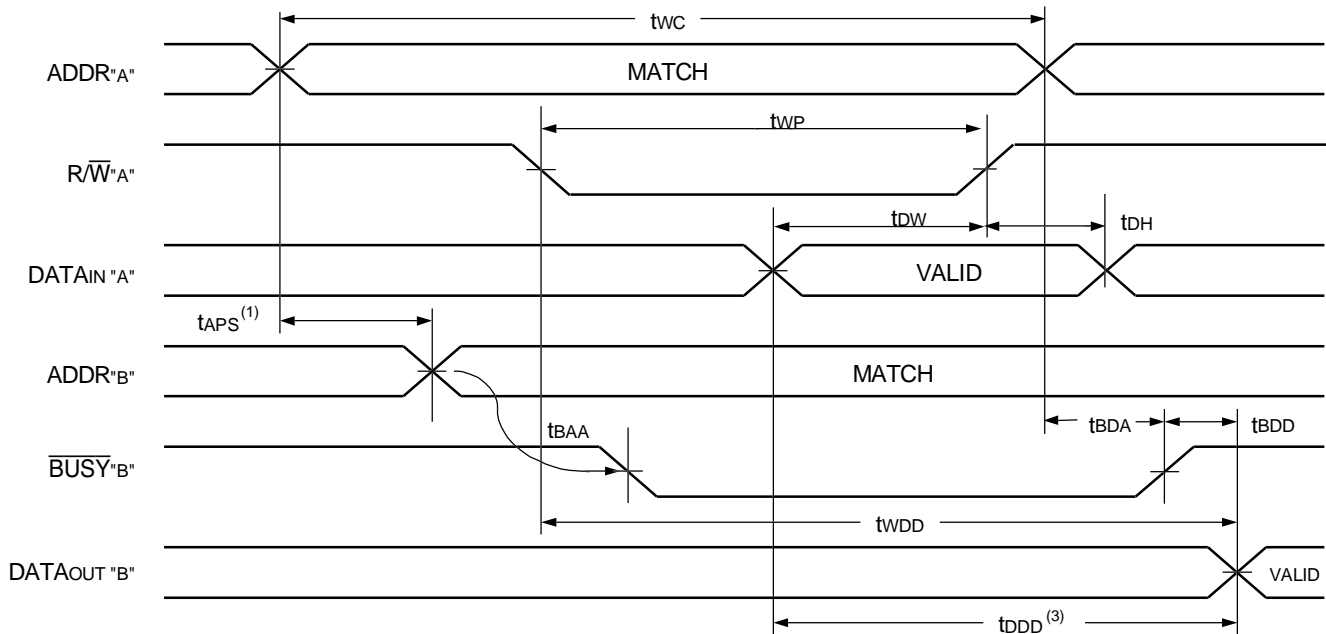 tWC
ADDR"A"
MATCH
tWP
R/W̅"A"
tDW
tDH
DATAIN "A"
VALID
tAPS(1)
ADDR"B"
MATCH
tBAA
tBDA
tBDD
B̅U̅S̅Y̅"B"
tWDD
DATAOUT "B"
VALID
tDDD(3)